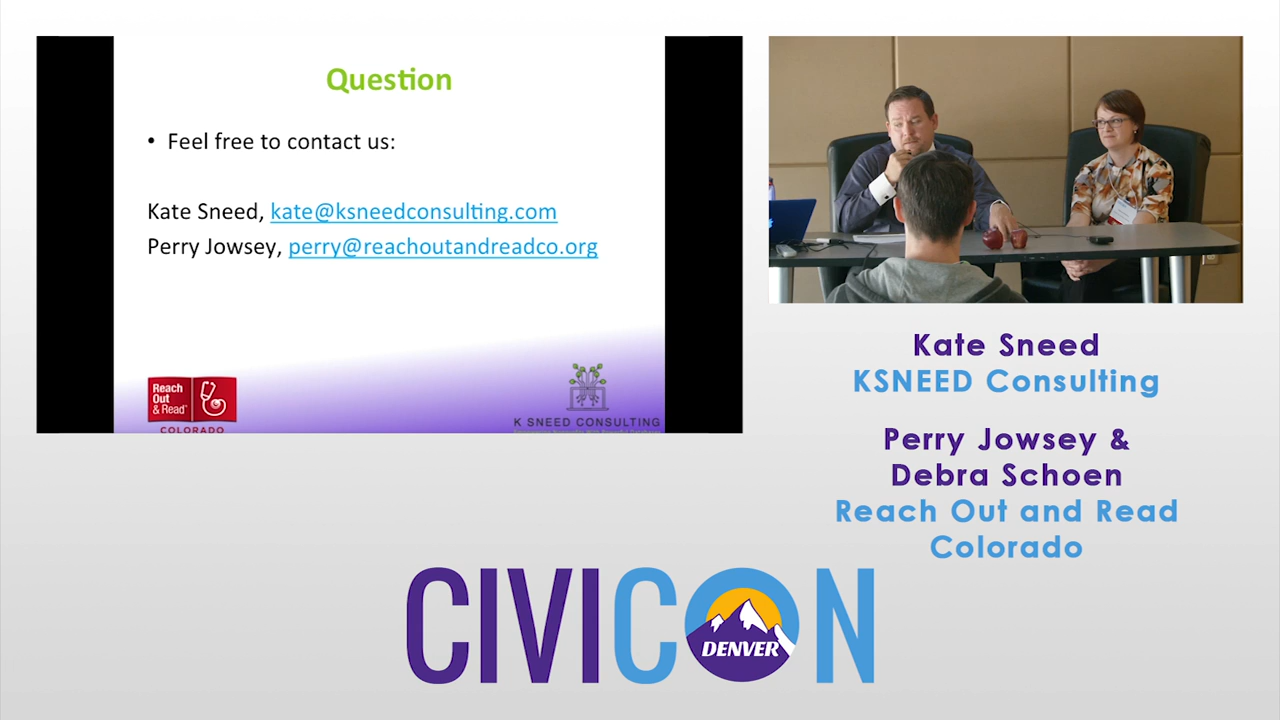 Question
• Feel free to contact us:
Kate Sneed, kate@ksneedconsulting.com
Perry Jowsey, perry@reachoutandreadco.org
Reach
Out
& Read
COLORADO
K SNEED CONSULTING
Kate Sneed
KSNEED Consulting
Perry Jowsey &
Debra Schoen
Reach Out and Read
Colorado
CIVICON
DENVER